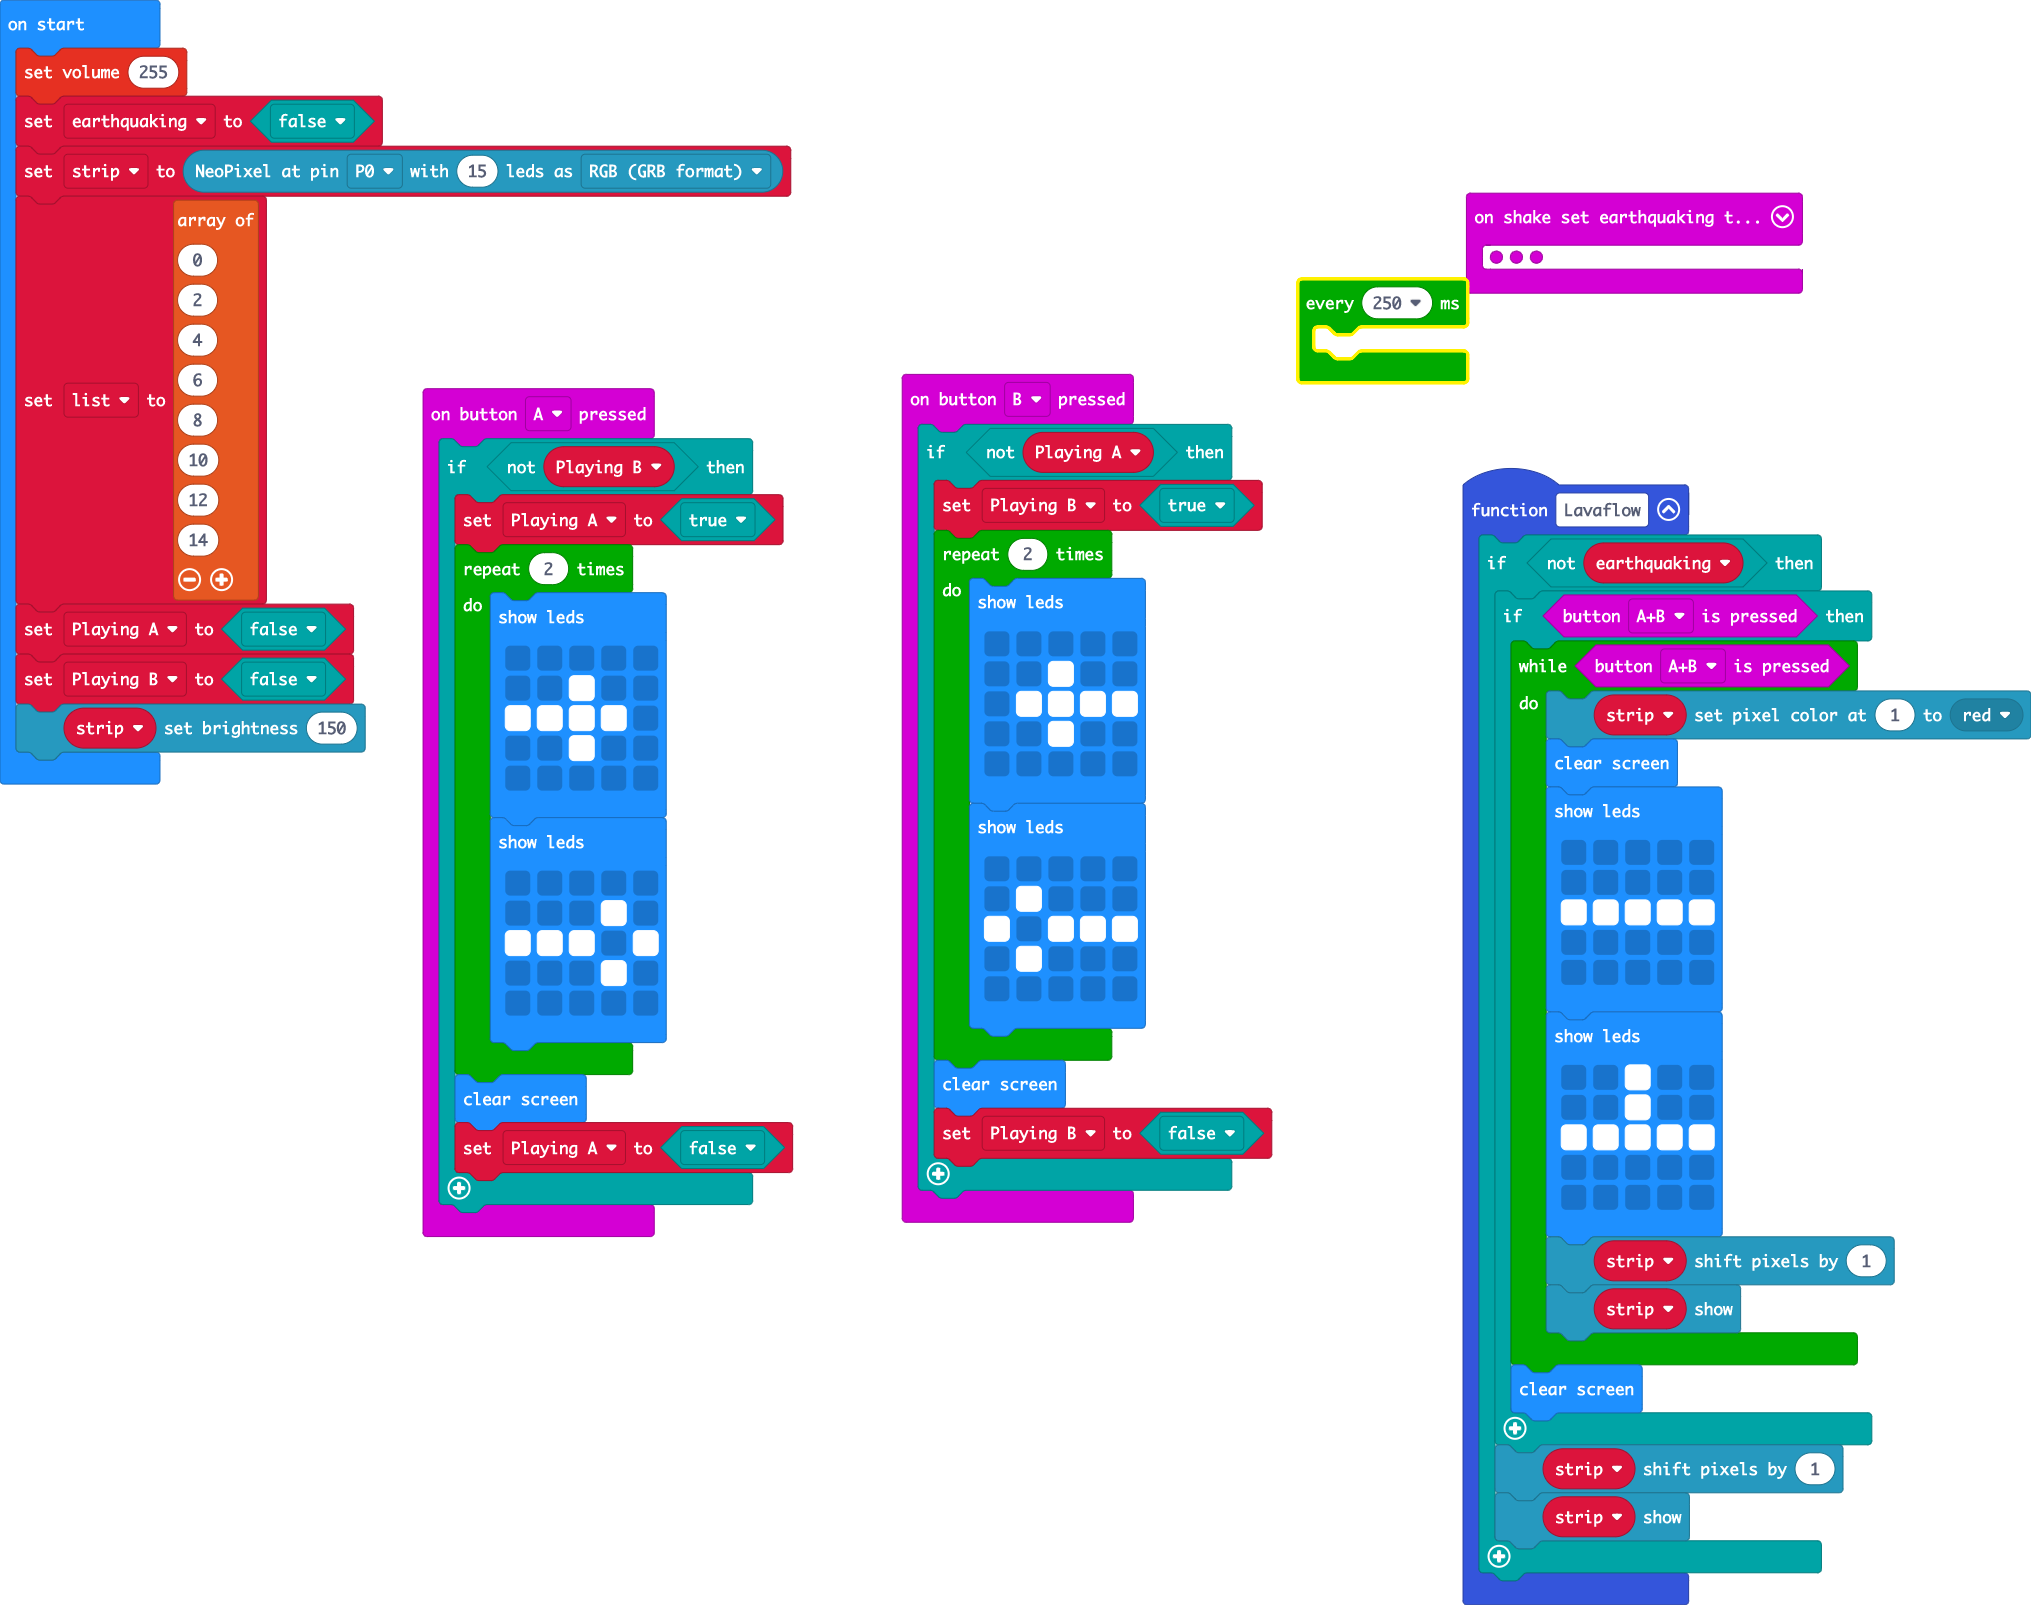 on start
set volume 255
set earthquaking to false
set strip to NeoPixel at pin P0 with 15 leds as RGB (GRB format)
set list to array of
0
2
4
6
8
10
12
14
set Playing A to false
set Playing B to false
strip set brightness 150
on button A pressed
if not Playing B then
set Playing A to true
repeat 2 times
do
show leds
show leds
clear screen
set Playing A to false
on button B pressed
if not Playing A then
set Playing B to true
repeat 2 times
do
show leds
show leds
clear screen
set Playing B to false
every 250 ms
on shake set earthquaking t...
function Lavaflow
if not earthquaking then
if button A+B is pressed then
while button A+B is pressed
do
strip set pixel color at 1 to red
clear screen
show leds
show leds
strip shift pixels by 1
strip show
clear screen
strip shift pixels by 1
strip show